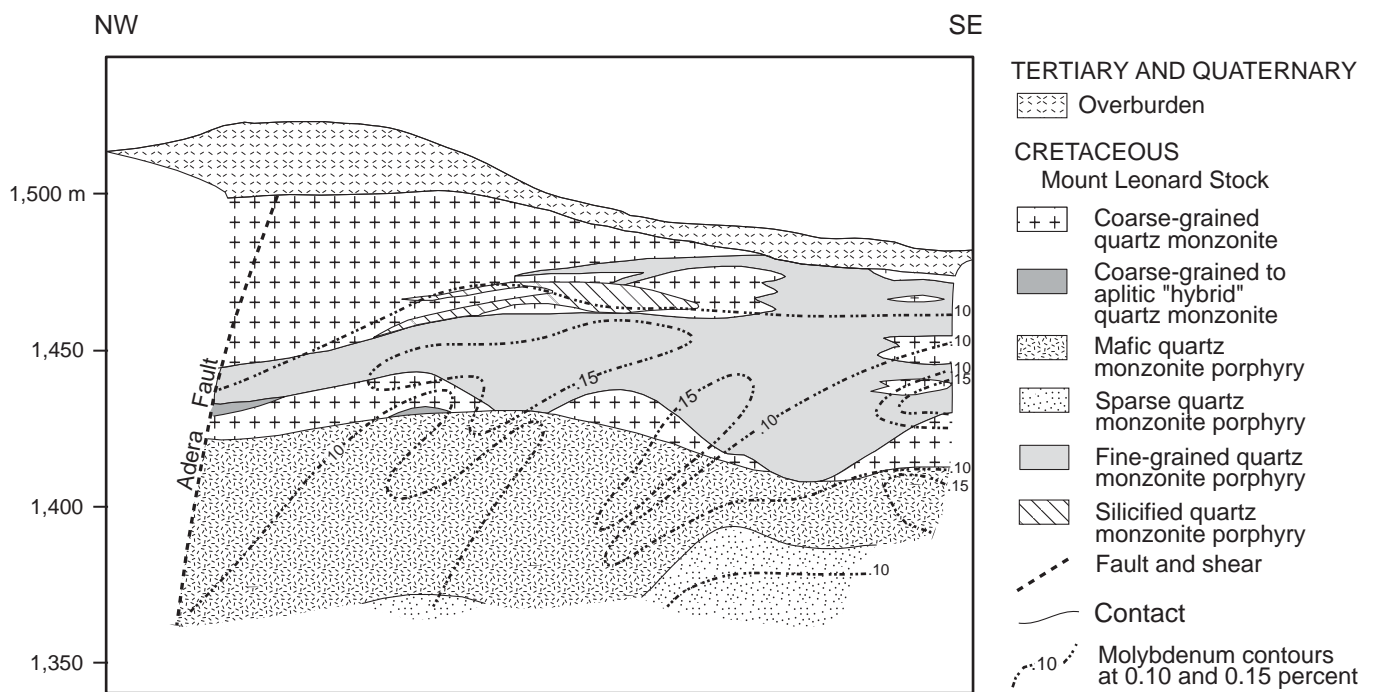 NW
SE
1,500 m
1,450
1,400
1,350
Adera Fault
.10
.10
.10
.15
.15
.15
.10
.10
.10
.15
.10
TERTIARY AND QUATERNARY
Overburden
CRETACEOUS
Mount Leonard Stock
Coarse-grained
quartz monzonite
Coarse-grained to
aplitic "hybrid"
quartz monzonite
Mafic quartz
monzonite porphyry
Sparse quartz
monzonite porphyry
Fine-grained quartz
monzonite porphyry
Silicified quartz
monzonite porphyry
Fault and shear
Contact
.10
Molybdenum contours
at 0.10 and 0.15 percent